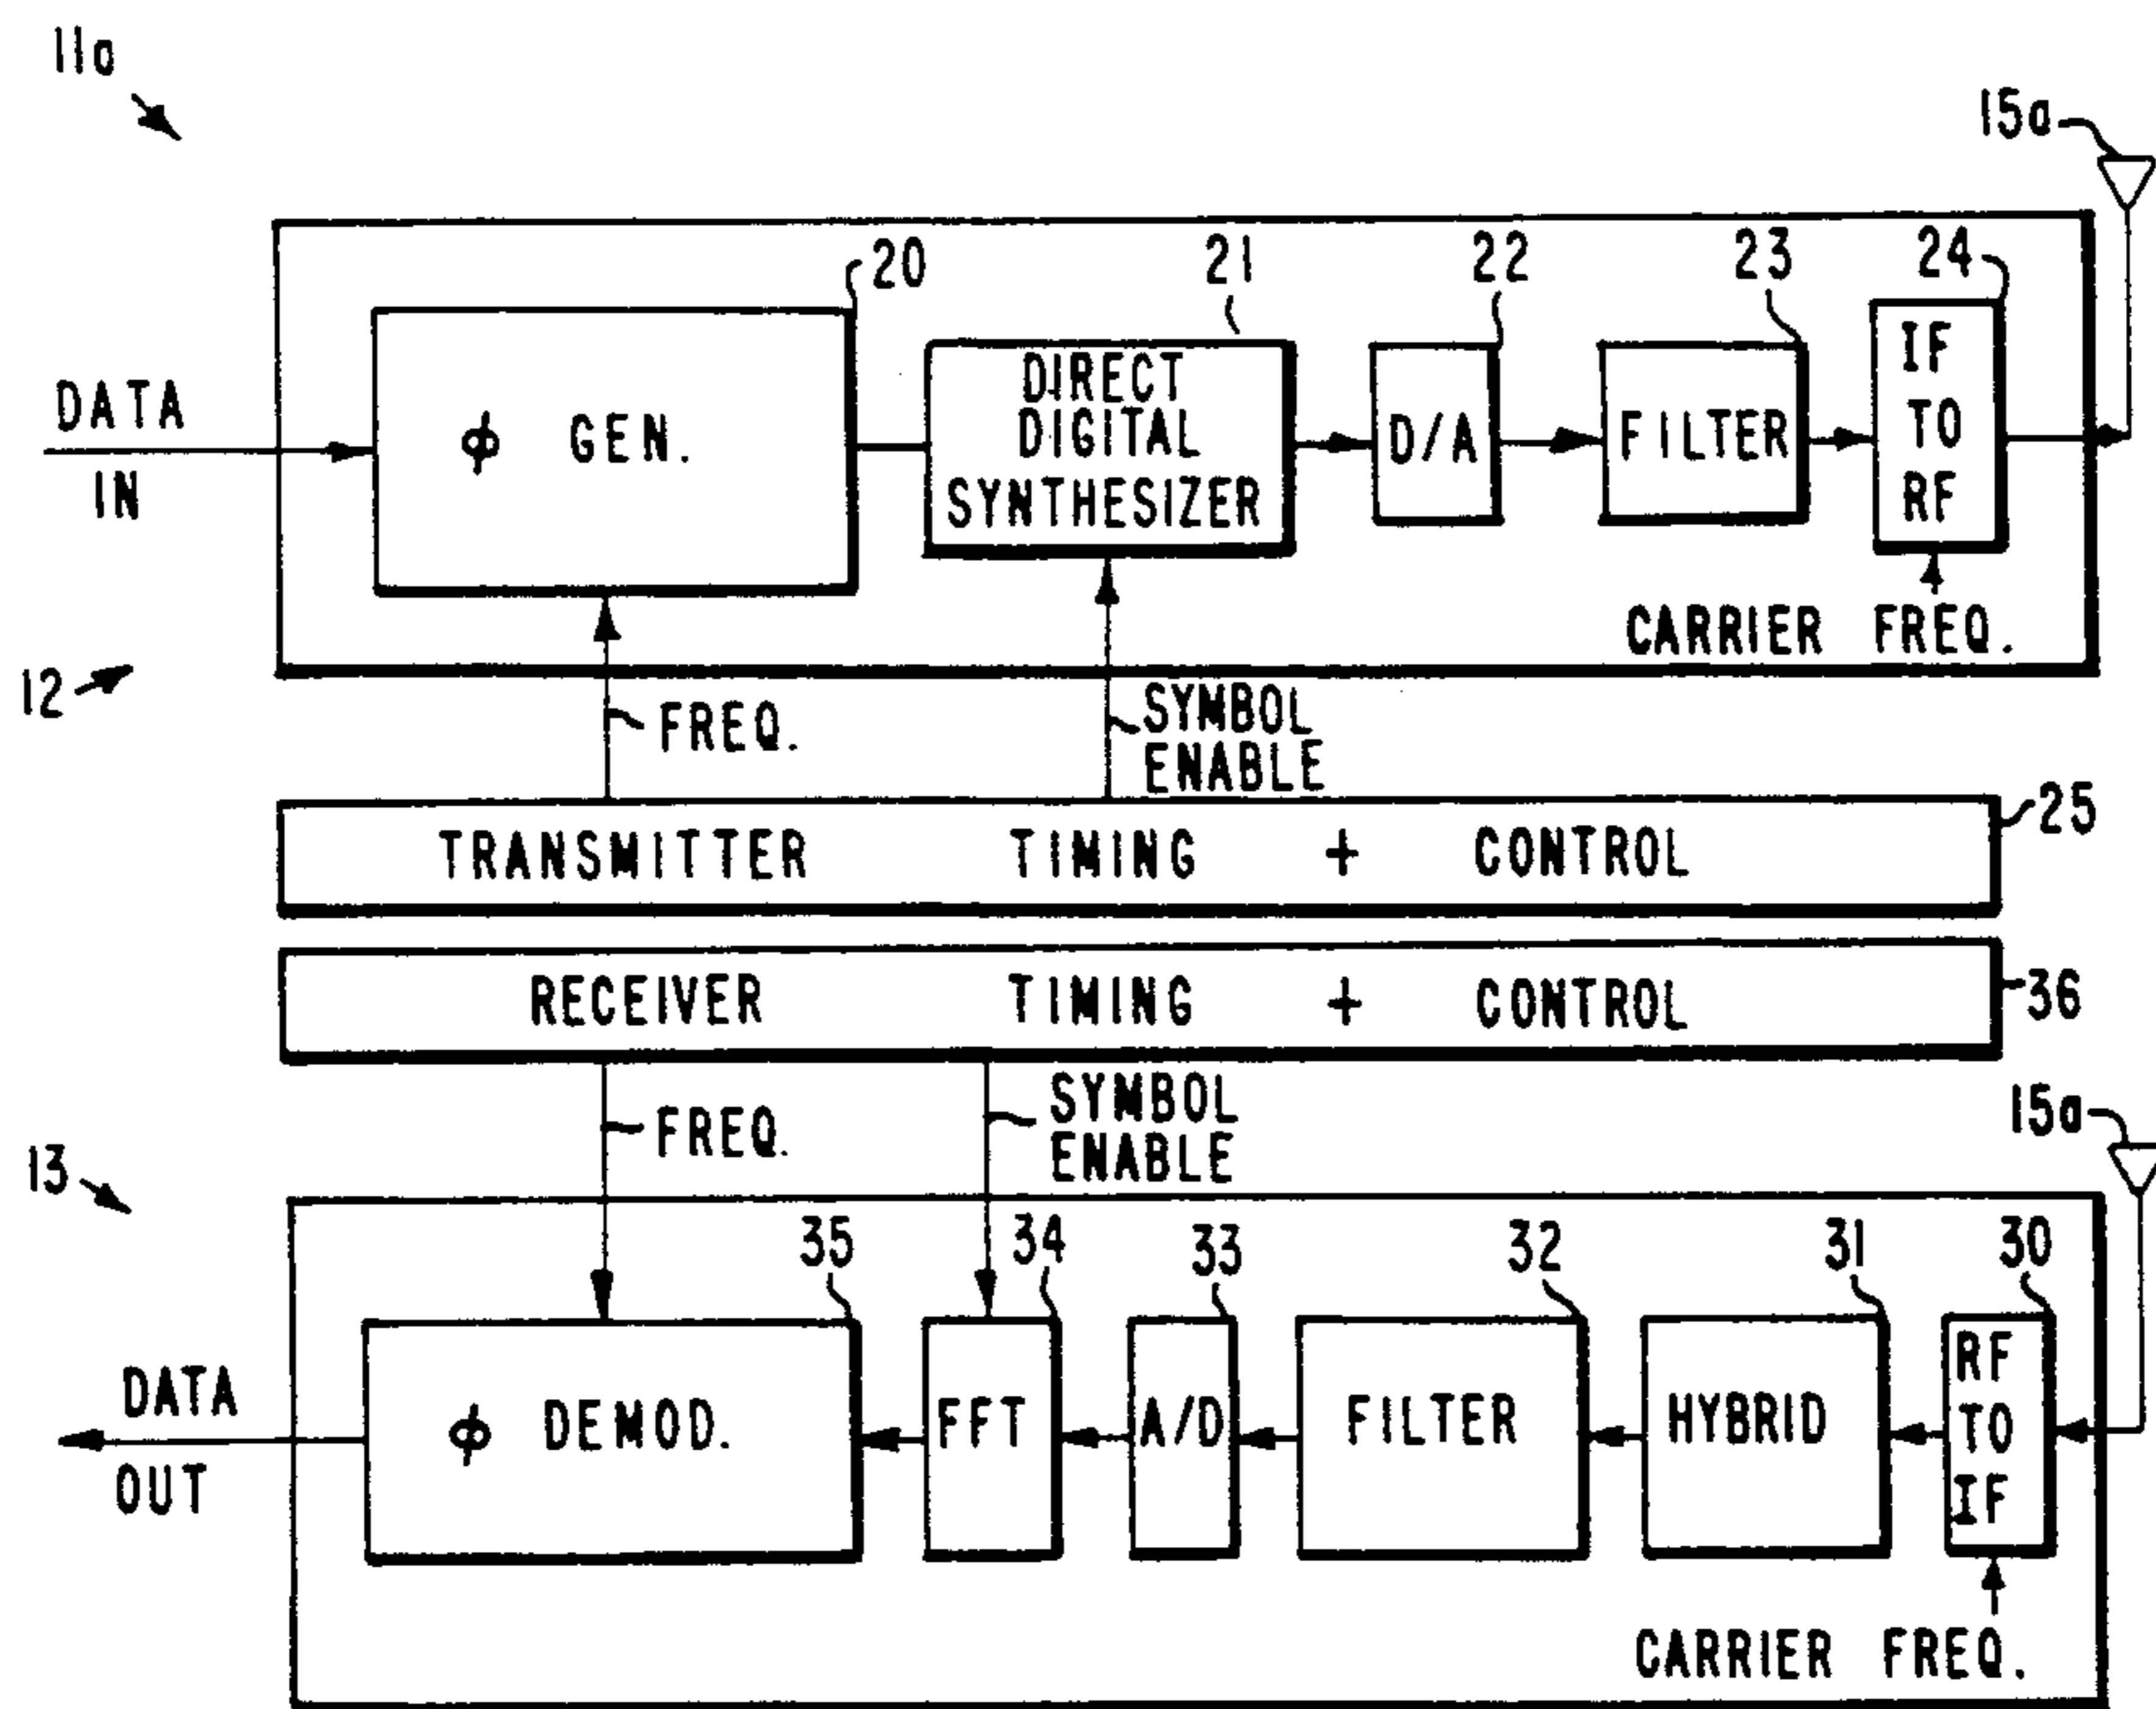 11a
15a
20
21
22
23
24
DATA
IN
ϕ GEN.
DIRECT
DIGITAL
SYNTHESIZER
D/A
FILTER
IF
TO
RF
CARRIER FREQ.
12
FREQ.
SYMBOL
ENABLE
25
TRANSMITTER TIMING + CONTROL
RECEIVER TIMING + CONTROL
36
FREQ.
SYMBOL
ENABLE
15a
13
35
34
33
32
31
30
DATA
OUT
ϕ DEMOD.
FFT
A/D
FILTER
HYBRID
RF
TO
IF
CARRIER FREQ.